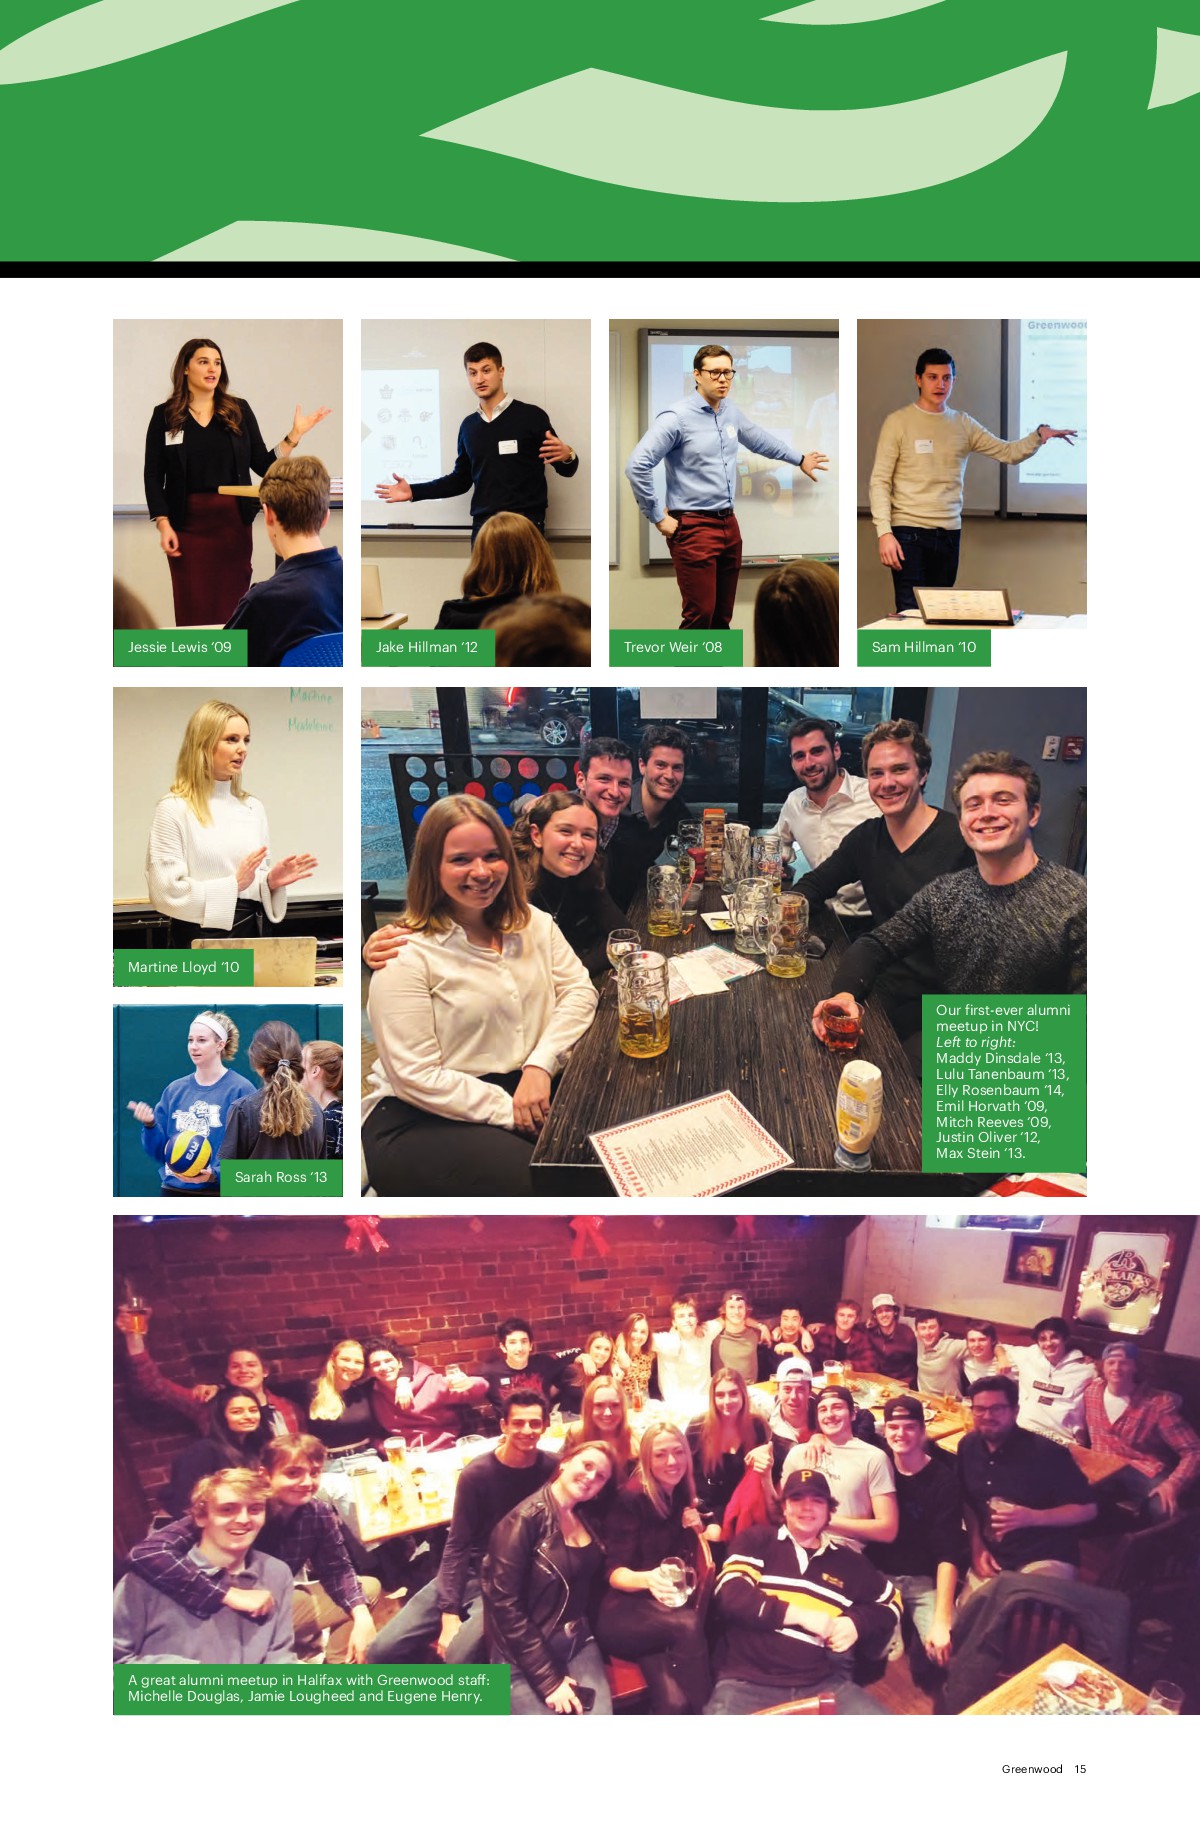 Greenwood
Jessie Lewis ’09
Jake Hillman ’12
Trevor Weir ’08
Sam Hillman ’10
Martine
Madeleine
Martine Lloyd ’10
Our first-ever alumni
meetup in NYC!
Left to right:
Maddy Dinsdale ’13,
Lulu Tanenbaum ’13,
Elly Rosenbaum ’14,
Emil Horvath ’09,
Mitch Reeves ’09,
Justin Oliver ’12,
Max Stein ’13.
Sarah Ross ’13
A great alumni meetup in Halifax with Greenwood staff:
Michelle Douglas, Jamie Lougheed and Eugene Henry.
Greenwood 15